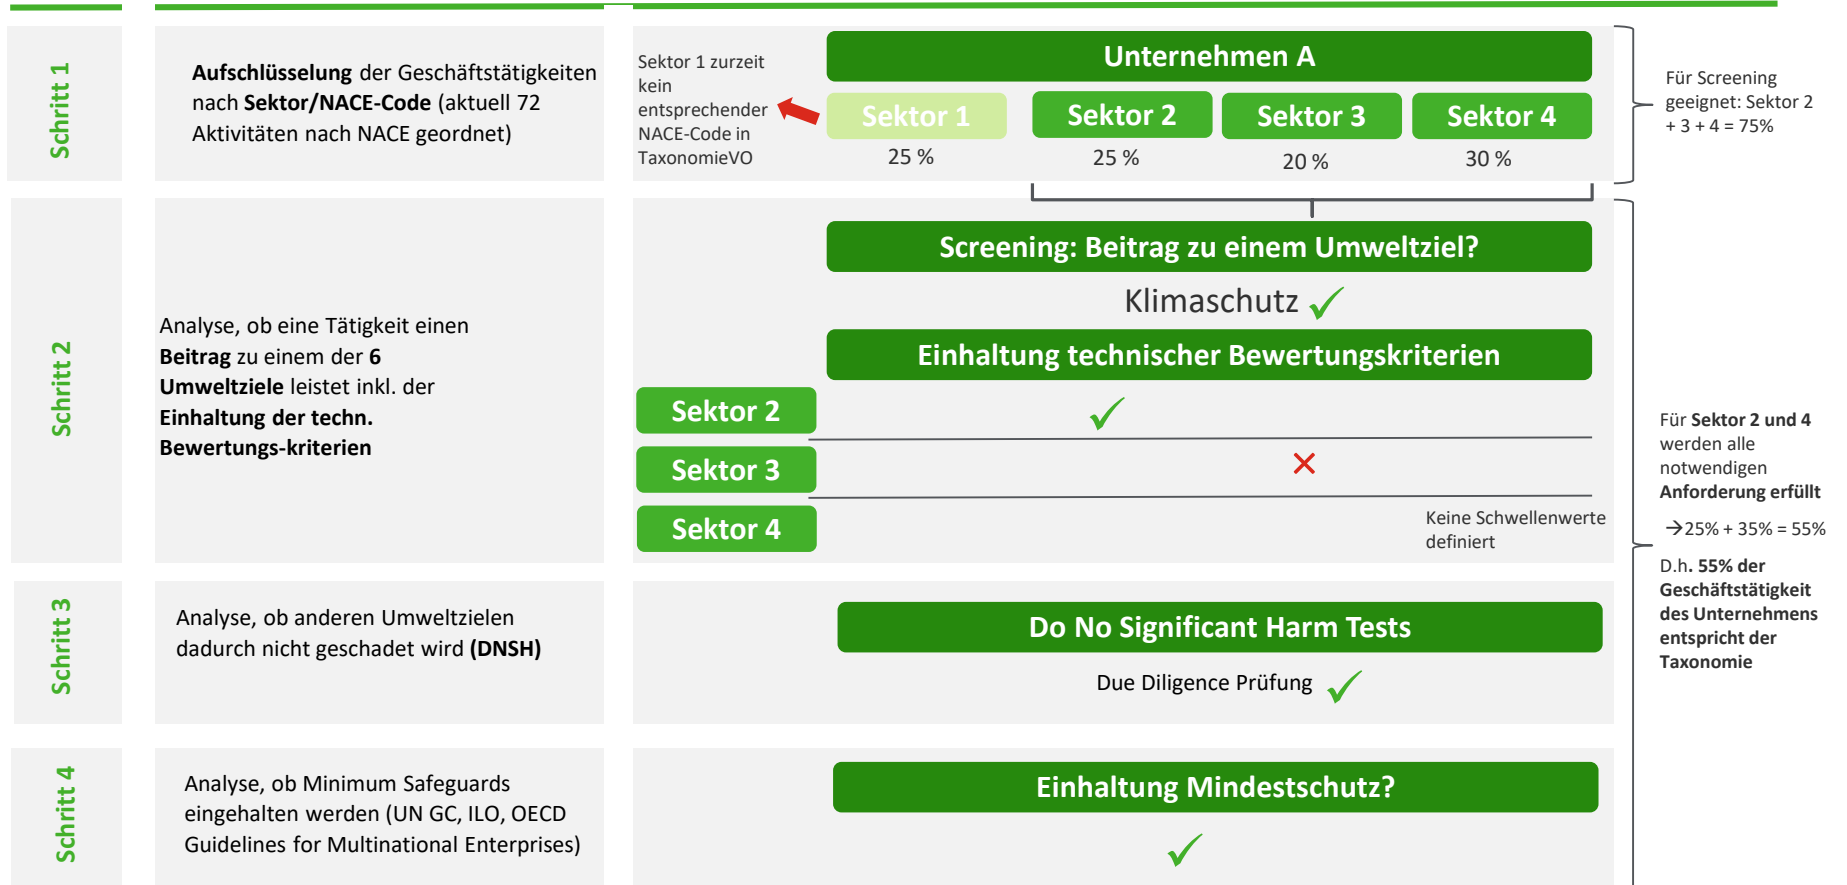 Schritt 1
Aufschlüsselung der Geschäftstätigkeiten
nach Sektor/NACE-Code (aktuell 72
Aktivitäten nach NACE geordnet)
Sektor 1 zurzeit
kein
entsprechender
NACE-Code in
TaxonomieVO
Unternehmen A
Sektor 1
Sektor 2
Sektor 3
Sektor 4
25 %
25 %
20 %
30 %
Für Screening
geeignet: Sektor 2
+ 3 + 4 = 75%
Schritt 2
Analyse, ob eine Tätigkeit einen
Beitrag zu einem der 6
Umweltziele leistet inkl. der
Einhaltung der techn.
Bewertungs-kriterien
Screening: Beitrag zu einem Umweltziel?
Klimaschutz ✓
Einhaltung technischer Bewertungskriterien
Sektor 2 ✓
Sektor 3 ✕
Sektor 4
Keine Schwellenwerte
definiert
Für Sektor 2 und 4
werden alle
notwendigen
Anforderung erfüllt
→25% + 35% = 55%
D.h. 55% der
Geschäftstätigkeit
des Unternehmens
entspricht der
Taxonomie
Schritt 3
Analyse, ob anderen Umweltzielen
dadurch nicht geschadet wird (DNSH)
Do No Significant Harm Tests
Due Diligence Prüfung ✓
Schritt 4
Analyse, ob Minimum Safeguards
eingehalten werden (UN GC, ILO, OECD
Guidelines for Multinational Enterprises)
Einhaltung Mindestschutz?
✓